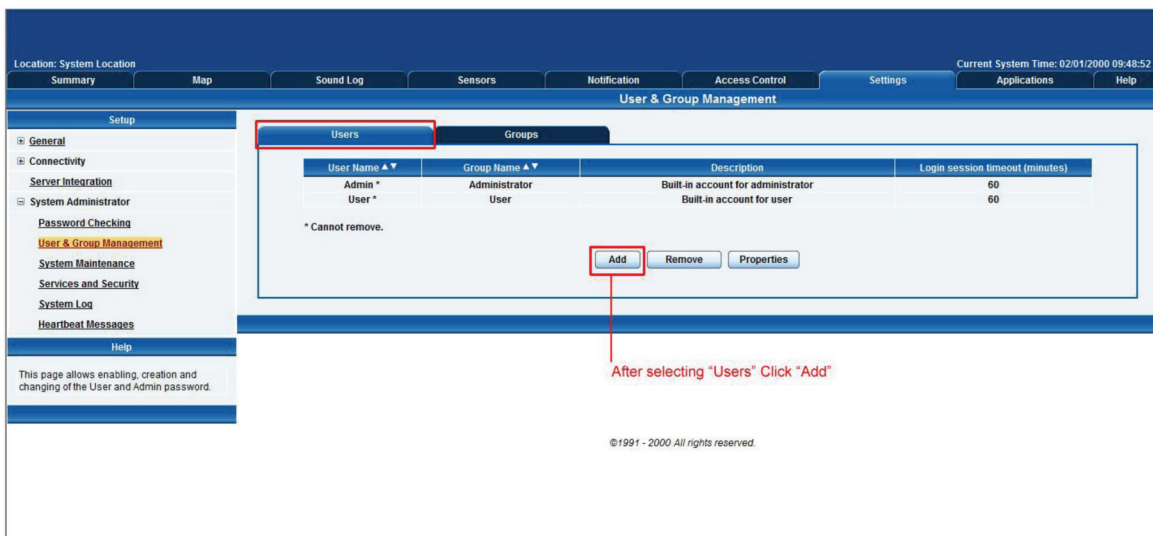 Location: System Location
Current System Time: 02/01/2000 09:48:52
Summary Map Sound Log Sensors Notification Access Control Settings Applications Help
User & Group Management
Setup
General
Connectivity
Server Integration
System Administrator
Password Checking
User & Group Management
System Maintenance
Services and Security
System Log
Heartbeat Messages
Help
This page allows enabling, creation and
changing of the User and Admin password.
Users Groups
User Name ▲▼ Group Name ▲▼ Description Login session timeout (minutes)
Admin * Administrator Built-in account for administrator 60
User * User Built-in account for user 60
* Cannot remove.
Add Remove Properties
After selecting “Users” Click “Add”
©1991 - 2000 All rights reserved.